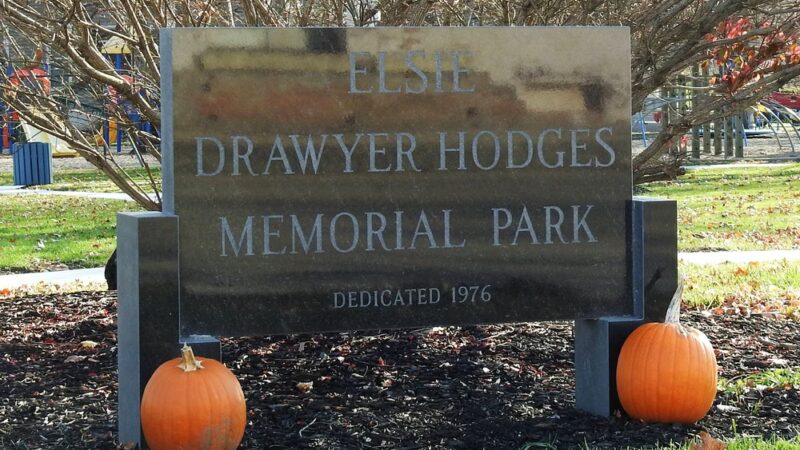 ELSIE
DRAWYER HODGES
MEMORIAL PARK
DEDICATED 1976